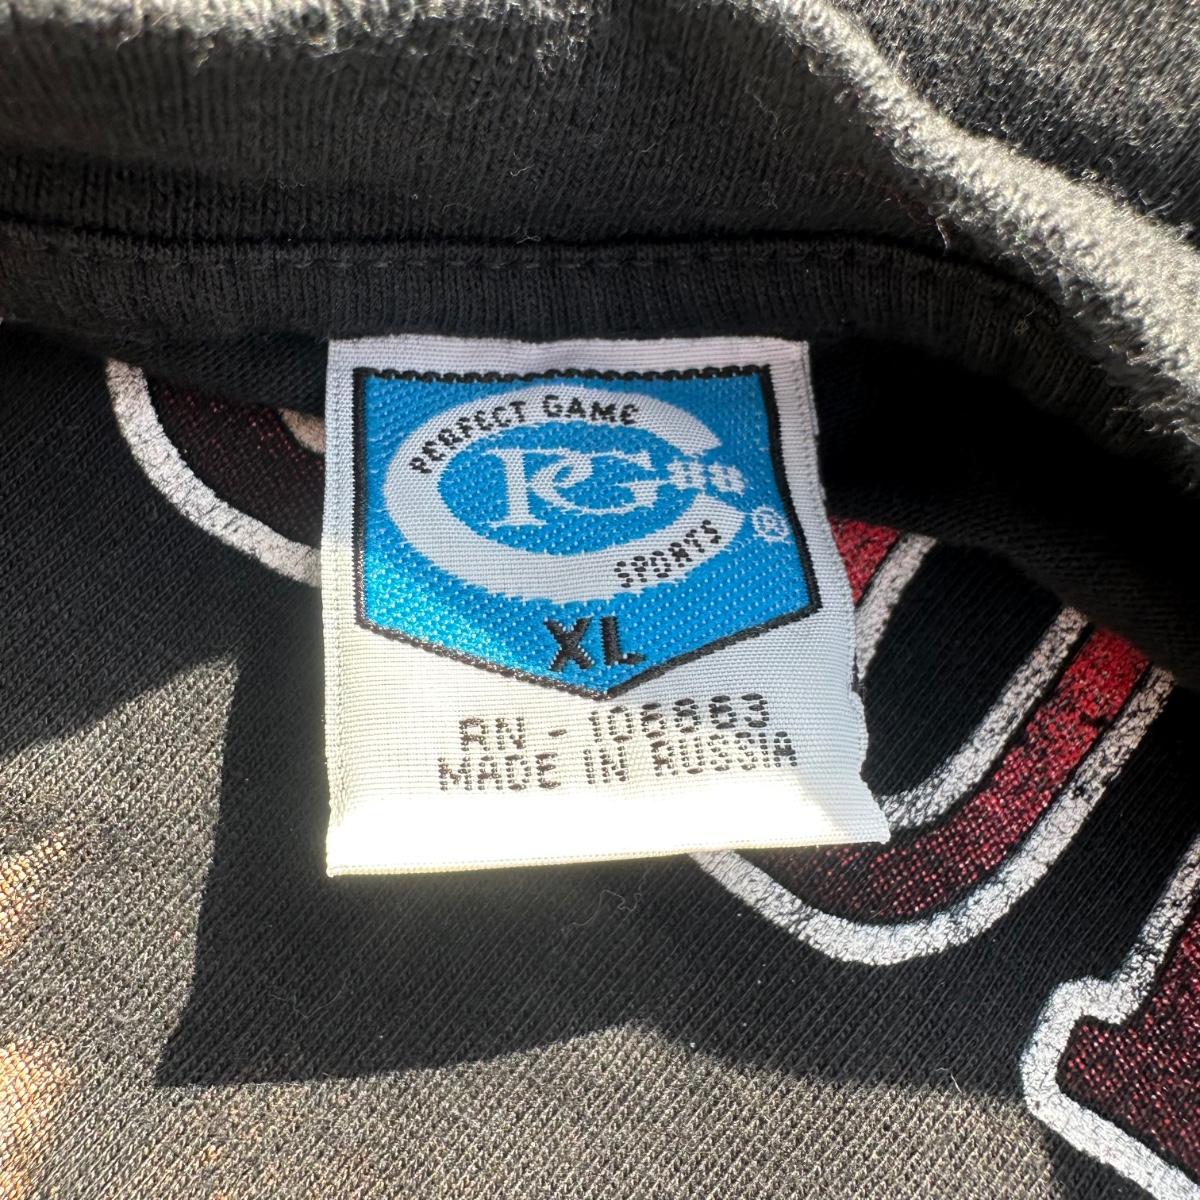 PERFECT GAME
PG
SPORTS
®
XL
RN - 106863
MADE IN RUSSIA